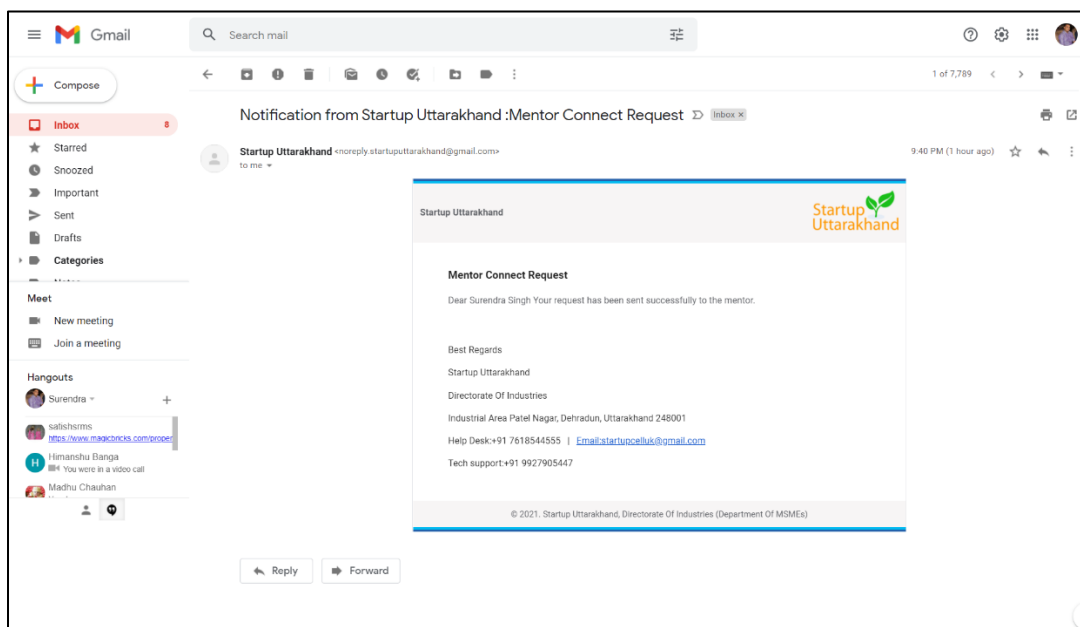 Gmail
Search mail
Compose
1 of 7,789
Inbox 8
Starred
Snoozed
Important
Sent
Drafts
Categories
Meet
New meeting
Join a meeting
Hangouts
Surendra
satishsrms
https://www.magicbricks.com/proper
H
Himanshu Banga
You were in a video call
Madhu Chauhan
Notification from Startup Uttarakhand :Mentor Connect Request Inbox x
Startup Uttarakhand <noreply.startuputtarakhand@gmail.com> 9:40 PM (1 hour ago)
to me
Startup Uttarakhand
Startup
Uttarakhand
Mentor Connect Request
Dear Surendra Singh Your request has been sent successfully to the mentor.
Best Regards
Startup Uttarakhand
Directorate Of Industries
Industrial Area Patel Nagar, Dehradun, Uttarakhand 248001
Help Desk:+91 7618544555 | Email:startupcelluk@gmail.com
Tech support:+91 9927905447
© 2021. Startup Uttarakhand, Directorate Of Industries (Department Of MSMEs)
Reply Forward